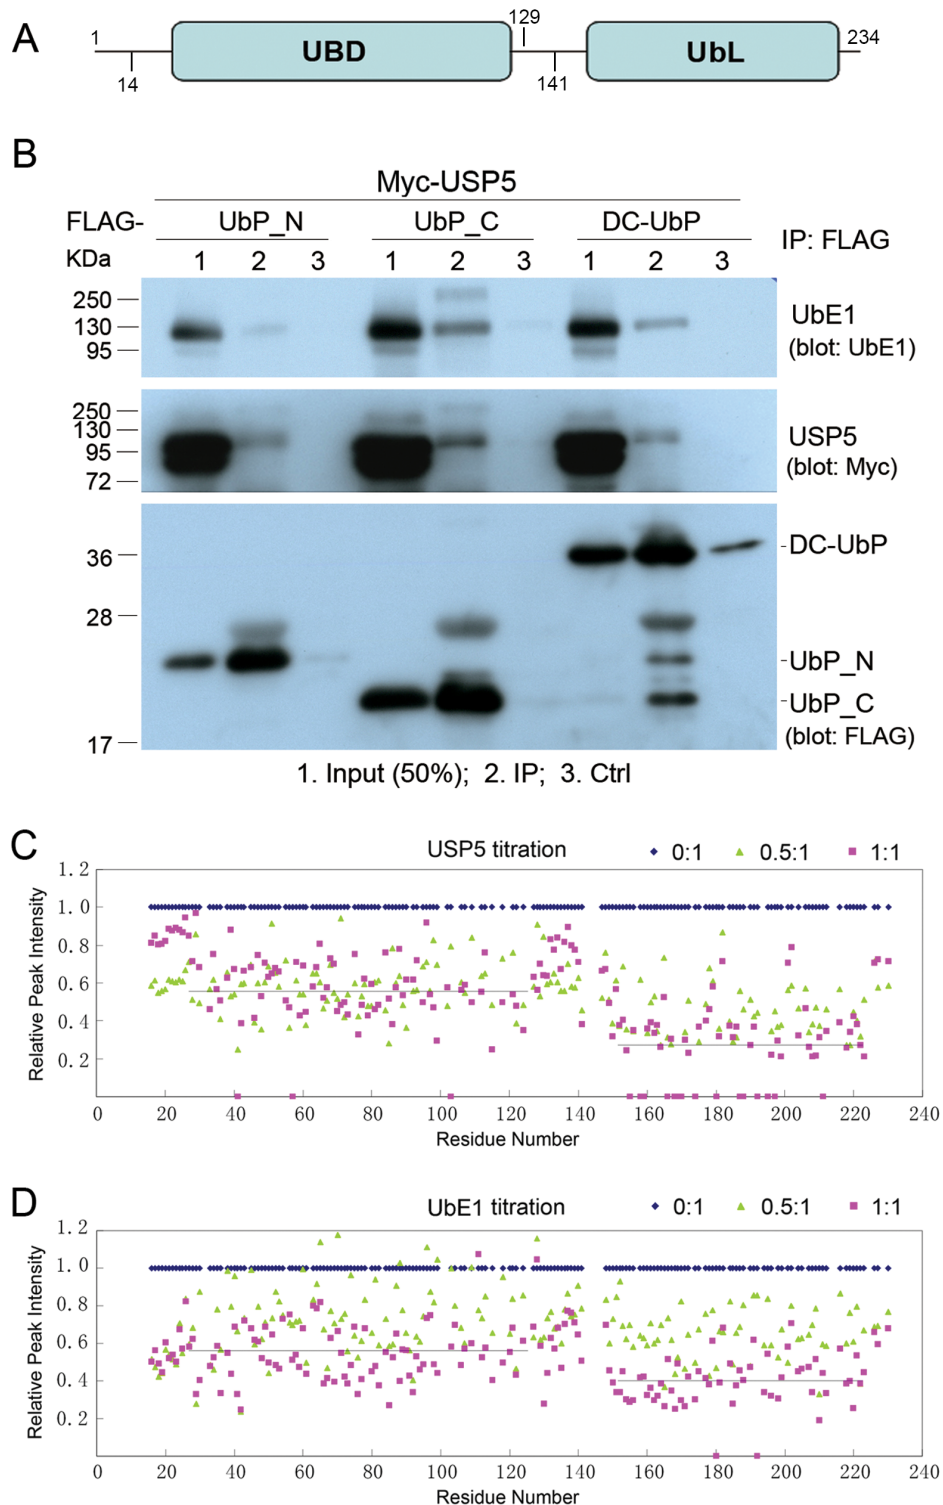 A
1
14
UBD
129
141
UbL
234
B
Myc-USP5
FLAG- UbP_N UbP_C DC-UbP
IP: FLAG
KDa 1 2 3 1 2 3 1 2 3
250
130
95
UbE1
(blot: UbE1)
250
130
95
72
USP5
(blot: Myc)
36
28
17
-DC-UbP
-UbP_N
-UbP_C
(blot: FLAG)
1. Input (50%); 2. IP; 3. Ctrl
C
USP5 titration 0:1 0.5:1 1:1
Relative Peak Intensity
1.2
1.0
0.8
0.6
0.4
0.2
0 20 40 60 80 100 120 140 160 180 200 220 240
Residue Number
D
UbE1 titration 0:1 0.5:1 1:1
Relative Peak Intensity
1.2
1.0
0.8
0.6
0.4
0.2
0 20 40 60 80 100 120 140 160 180 200 220 240
Residue Number